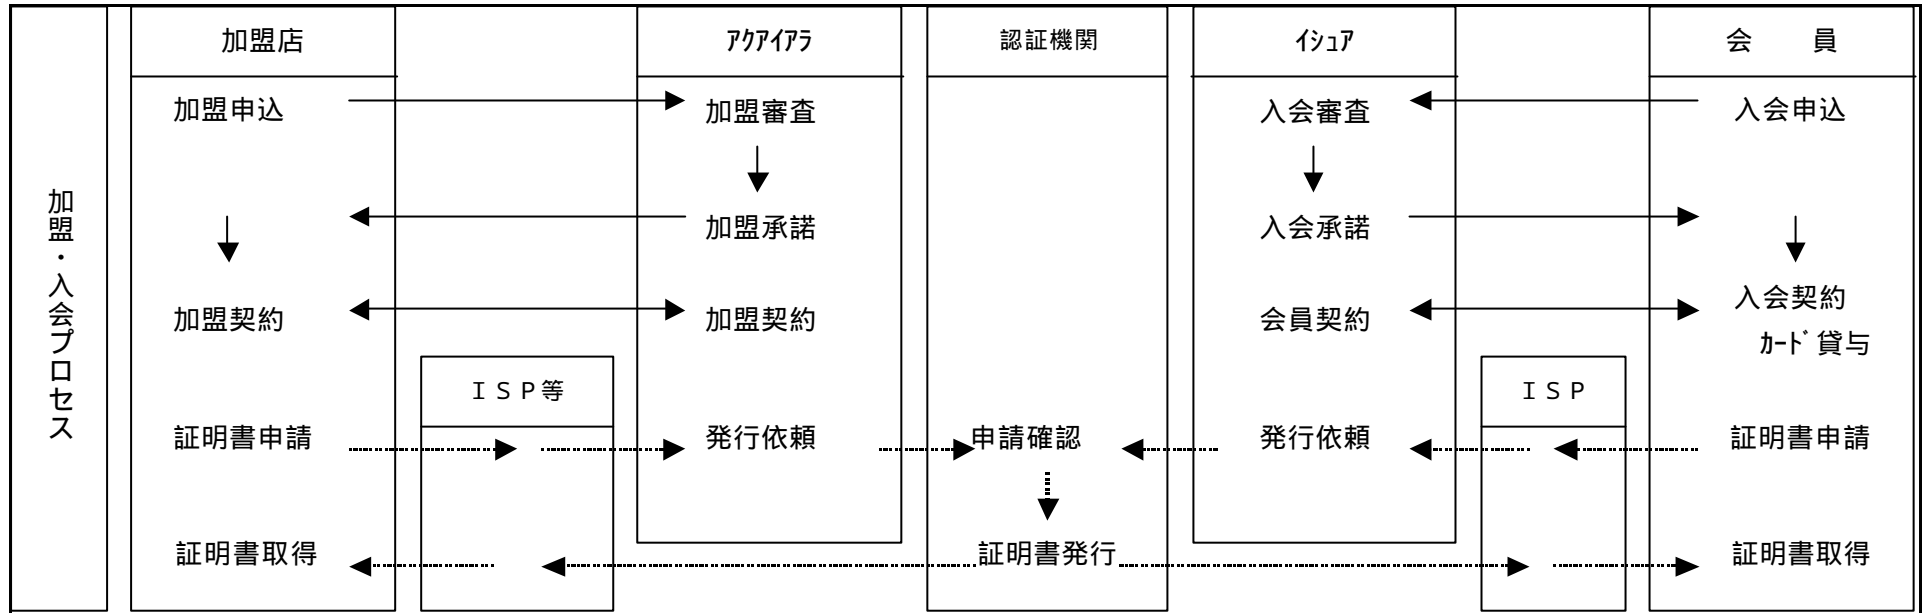 加盟・入会プロセス
加盟店
ｱｸｱｲｱﾗ
認証機関
ｲｼｭｱ
会　員
加盟申込
加盟審査
入会審査
入会申込
加盟承諾
入会承諾
加盟契約
加盟契約
会員契約
入会契約
ｶｰﾄﾞ貸与
ＩＳＰ等
ＩＳＰ
証明書申請
発行依頼
申請確認
発行依頼
証明書申請
証明書取得
証明書発行
証明書取得